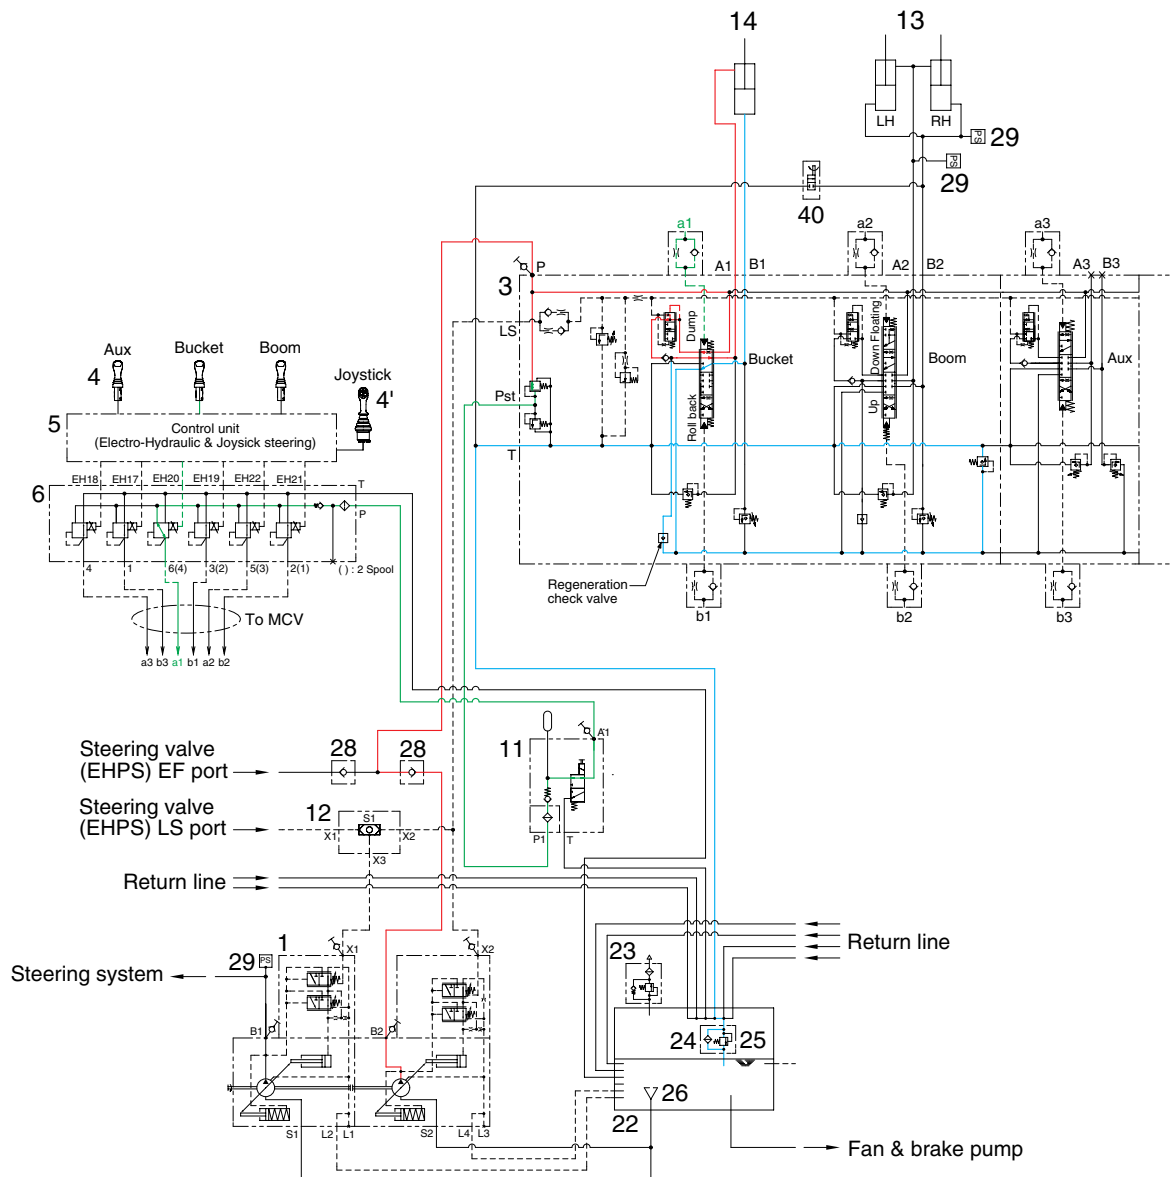 14
13
LH
RH
PS
29
PS
29
40
a1
a2
a3
P
A1
B1
A2
B2
A3
B3
3
LS
Dump
Down Floating
Bucket
Boom
Aux
Roll back
Up
Pst
T
Aux
Bucket
Boom
4
Joystick
4'
5
Control unit
(Electro-Hydraulic & Joysick steering)
EH18
EH17
EH20
EH19
EH22
EH21
T
6
P
4
1
6(4)
3(2)
5(3)
2(1)
( ) : 2 Spool
To MCV
a3
b3
a1
b1
a2
b2
Regeneration
check valve
b1
b2
b3
11
A1
P1
T
Steering valve
(EHPS) EF port
28
28
Steering valve
(EHPS) LS port
12
S1
X1
X2
X3
Return line
Return line
1
X1
X2
29
PS
Steering system
B1
B2
23
24
25
26
22
S1
L2
L1
S2
L4
L3
Fan & brake pump